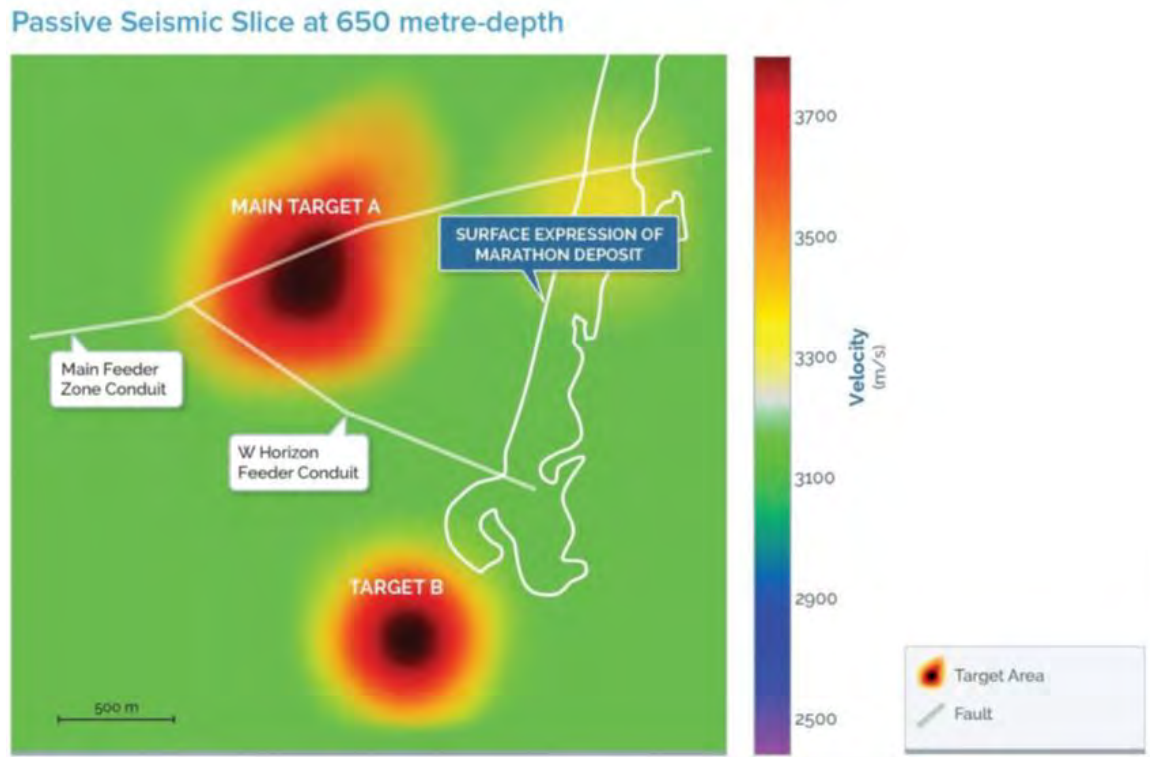 Passive Seismic Slice at 650 metre-depth
MAIN TARGET A
SURFACE EXPRESSION OF
MARATHON DEPOSIT
Main Feeder
Zone Conduit
W Horizon
Feeder Conduit
TARGET B
500 m
3700
3500
3300
3100
2900
2500
Velocity
(m/s)
Target Area
Fault